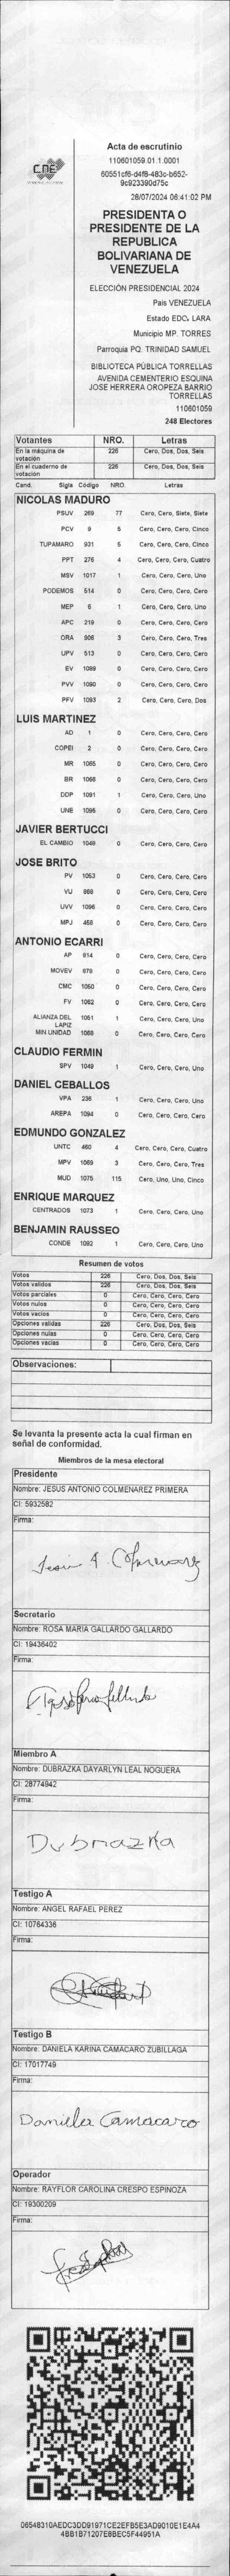 CNE
Acta de escrutinio
110601059.01.1.0001
60551cf6-d4f8-483c-b652-
9c923390d75c
28/07/2024 06:41:02 PM
PRESIDENTA O
PRESIDENTE DE LA
REPUBLICA
BOLIVARIANA DE
VENEZUELA
ELECCIÓN PRESIDENCIAL 2024
País VENEZUELA
Estado EDO. LARA
Municipio MP. TORRES
Parroquia PQ. TRINIDAD SAMUEL
BIBLIOTECA PÚBLICA TORRELLAS
AVENIDA CEMENTERIO ESQUINA
JOSE HERRERA OROPEZA BARRIO
TORRELLAS
110601059
248 Electores
Votantes NRO. Letras
En la máquina de votación 226 Cero, Dos, Dos, Seis
En el cuaderno de votación 226 Cero, Dos, Dos, Seis
Cand. Sigla Código NRO. Letras
NICOLAS MADURO
PSUV 269 77 Cero, Cero, Siete, Siete
PCV 9 5 Cero, Cero, Cero, Cinco
TUPAMARO 931 5 Cero, Cero, Cero, Cinco
PPT 276 4 Cero, Cero, Cero, Cuatro
MSV 1017 1 Cero, Cero, Cero, Uno
PODEMOS 514 0 Cero, Cero, Cero, Cero
MEP 6 1 Cero, Cero, Cero, Uno
APC 219 0 Cero, Cero, Cero, Cero
ORA 906 3 Cero, Cero, Cero, Tres
UPV 513 0 Cero, Cero, Cero, Cero
EV 1099 0 Cero, Cero, Cero, Cero
PVV 1090 0 Cero, Cero, Cero, Cero
PFV 1093 2 Cero, Cero, Cero, Dos
LUIS MARTINEZ
AD 1 0 Cero, Cero, Cero, Cero
COPEI 2 0 Cero, Cero, Cero, Cero
MR 1065 0 Cero, Cero, Cero, Cero
BR 1066 0 Cero, Cero, Cero, Cero
DDP 1091 1 Cero, Cero, Cero, Uno
UNE 1095 0 Cero, Cero, Cero, Cero
JAVIER BERTUCCI
EL CAMBIO 1049 0 Cero, Cero, Cero, Cero
JOSE BRITO
PV 1053 0 Cero, Cero, Cero, Cero
VU 868 0 Cero, Cero, Cero, Cero
UVV 1096 0 Cero, Cero, Cero, Cero
MPJ 458 0 Cero, Cero, Cero, Cero
ANTONIO ECARRI
AP 914 0 Cero, Cero, Cero, Cero
MOVEV 879 0 Cero, Cero, Cero, Cero
CMC 1050 0 Cero, Cero, Cero, Cero
FV 1062 0 Cero, Cero, Cero, Cero
ALIANZA DEL LAPIZ 1051 1 Cero, Cero, Cero, Uno
MIN UNIDAD 1069 0 Cero, Cero, Cero, Cero
CLAUDIO FERMIN
SPV 1049 1 Cero, Cero, Cero, Uno
DANIEL CEBALLOS
VPA 236 1 Cero, Cero, Cero, Uno
AREPA 1094 0 Cero, Cero, Cero, Cero
EDMUNDO GONZALEZ
UNTC 460 4 Cero, Cero, Cero, Cuatro
MPV 1069 3 Cero, Cero, Cero, Tres
MUD 1075 115 Cero, Uno, Uno, Cinco
ENRIQUE MARQUEZ
CENTRADOS 1073 1 Cero, Cero, Cero, Uno
BENJAMIN RAUSSEO
CONDE 1092 1 Cero, Cero, Cero, Uno
Resumen de votos
Votos 226 Cero, Dos, Dos, Seis
Votos validos 226 Cero, Dos, Dos, Seis
Votos parciales 0 Cero, Cero, Cero, Cero
Votos nulos 0 Cero, Cero, Cero, Cero
Votos vacíos 0 Cero, Cero, Cero, Cero
Opciones validas 226 Cero, Dos, Dos, Seis
Opciones nulas 0 Cero, Cero, Cero, Cero
Opciones vacias 0 Cero, Cero, Cero, Cero
Observaciones:
Se levanta la presente acta la cual firman en
señal de conformidad.
Miembros de la mesa electoral
Presidente
Nombre: JESUS ANTONIO COLMENAREZ PRIMERA
CI: 5932582
Firma:
Jesus A Colmenarez
Secretario
Nombre: ROSA MARIA GALLARDO GALLARDO
CI: 19436402
Firma:
Miembro A
Nombre: DUBRAZKA DAYARLYN LEAL NOGUERA
CI: 28774942
Firma:
Dubrazka
Testigo A
Nombre: ANGEL RAFAEL PEREZ
CI: 10764336
Firma:
Testigo B
Nombre: DANIELA KARINA CAMACARO ZUBILLAGA
CI: 17017749
Firma:
Daniela Camacaro
Operador
Nombre: RAYFLOR CAROLINA CRESPO ESPINOZA
CI: 19300209
Firma:
06548310AEDC3DD91971CE2EFB5E3AD9010E1E4A4
4BB1B71207E8BEC5F44951A